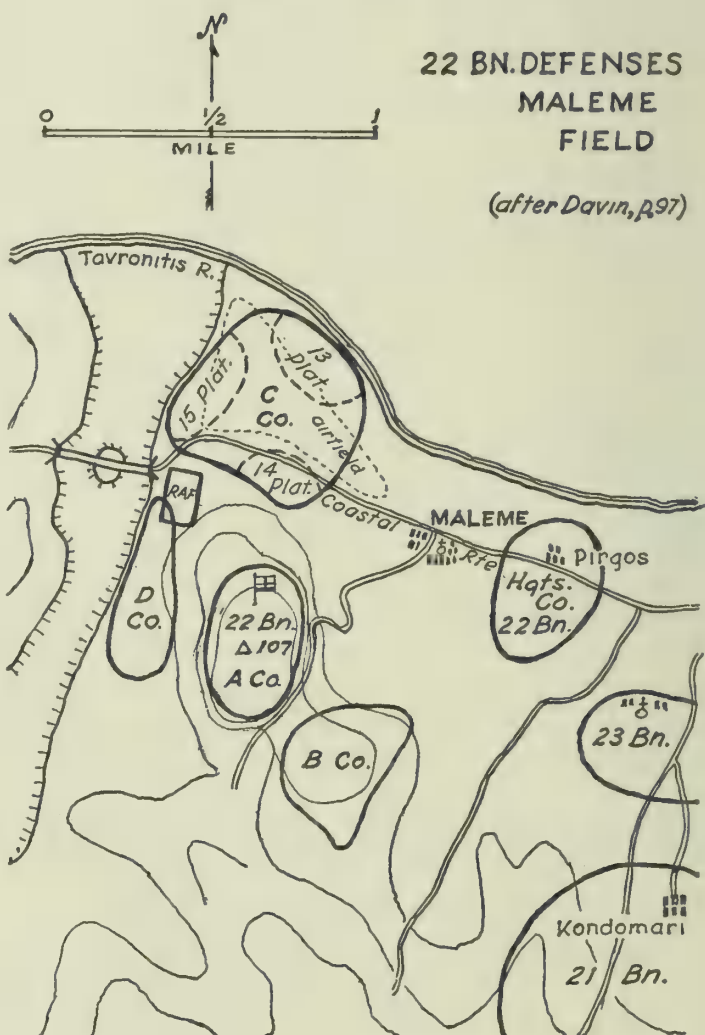 N
22 BN. DEFENSES
MALEME
FIELD
0 1/2 1
MILE
(after Davin, p.97)
Tavronitis R.
13
Plat.
15 Plat.
C
Co.
airfield
14
Plat.
RAF
Coastal
Rte
MALEME
Pirgos
Hqts.
Co.
22 Bn.
D
Co.
22 Bn.
△ 107
A Co.
23 Bn.
B Co.
Kondomari
21 Bn.